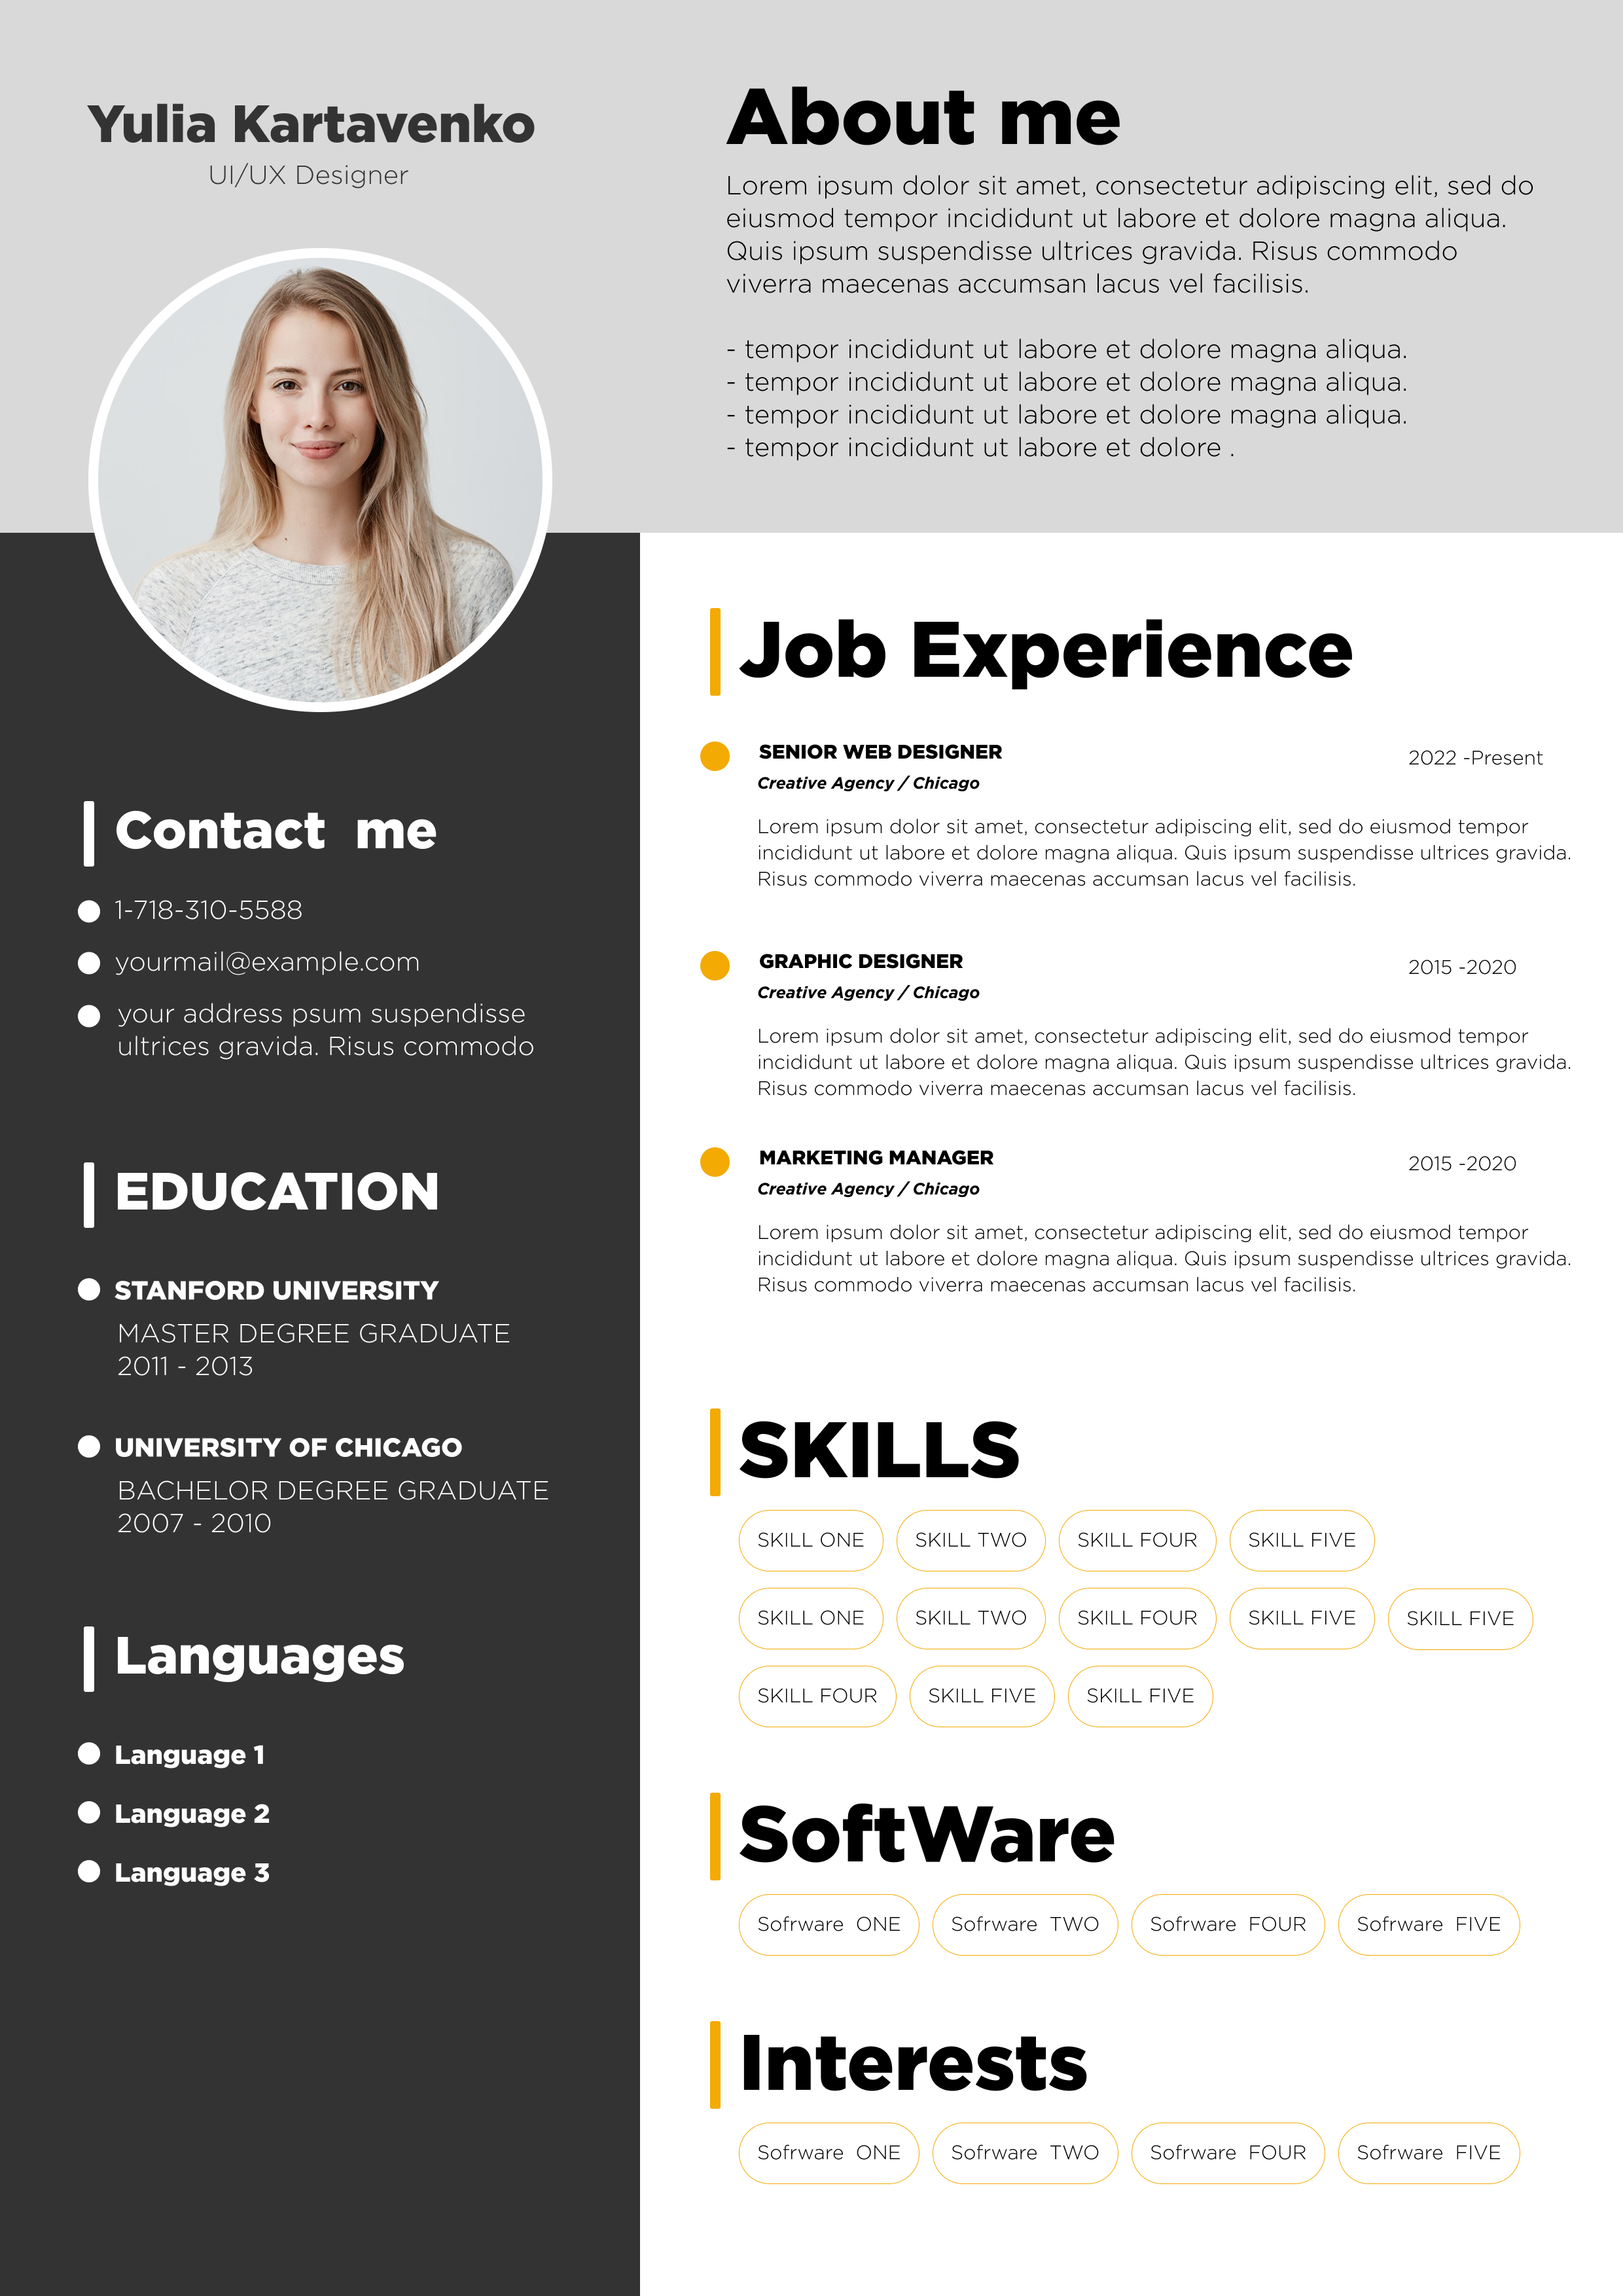 Yulia Kartavenko
UI/UX Designer
About me
Lorem ipsum dolor sit amet, consectetur adipiscing elit, sed do
eiusmod tempor incididunt ut labore et dolore magna aliqua.
Quis ipsum suspendisse ultrices gravida. Risus commodo
viverra maecenas accumsan lacus vel facilisis.
- tempor incididunt ut labore et dolore magna aliqua.
- tempor incididunt ut labore et dolore magna aliqua.
- tempor incididunt ut labore et dolore magna aliqua.
- tempor incididunt ut labore et dolore .
Contact me
1-718-310-5588
yourmail@example.com
your address psum suspendisse
ultrices gravida. Risus commodo
EDUCATION
STANFORD UNIVERSITY
MASTER DEGREE GRADUATE
2011 - 2013
UNIVERSITY OF CHICAGO
BACHELOR DEGREE GRADUATE
2007 - 2010
Languages
Language 1
Language 2
Language 3
Job Experience
SENIOR WEB DESIGNER
2022 -Present
Creative Agency / Chicago
Lorem ipsum dolor sit amet, consectetur adipiscing elit, sed do eiusmod tempor
incididunt ut labore et dolore magna aliqua. Quis ipsum suspendisse ultrices gravida.
Risus commodo viverra maecenas accumsan lacus vel facilisis.
GRAPHIC DESIGNER
2015 -2020
Creative Agency / Chicago
Lorem ipsum dolor sit amet, consectetur adipiscing elit, sed do eiusmod tempor
incididunt ut labore et dolore magna aliqua. Quis ipsum suspendisse ultrices gravida.
Risus commodo viverra maecenas accumsan lacus vel facilisis.
MARKETING MANAGER
2015 -2020
Creative Agency / Chicago
Lorem ipsum dolor sit amet, consectetur adipiscing elit, sed do eiusmod tempor
incididunt ut labore et dolore magna aliqua. Quis ipsum suspendisse ultrices gravida.
Risus commodo viverra maecenas accumsan lacus vel facilisis.
SKILLS
SKILL ONE SKILL TWO SKILL FOUR SKILL FIVE
SKILL ONE SKILL TWO SKILL FOUR SKILL FIVE SKILL FIVE
SKILL FOUR SKILL FIVE SKILL FIVE
SoftWare
Sofrware ONE Sofrware TWO Sofrware FOUR Sofrware FIVE
Interests
Sofrware ONE Sofrware TWO Sofrware FOUR Sofrware FIVE